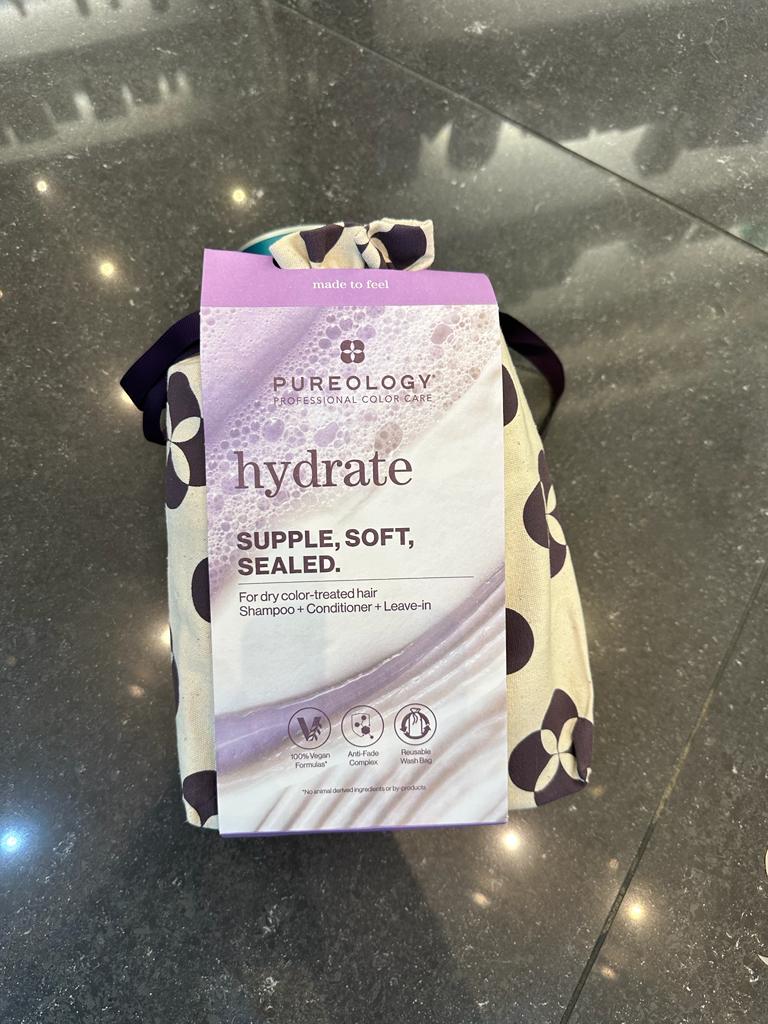 made to feel
PUREOLOGY
PROFESSIONAL COLOR CARE
hydrate
SUPPLE, SOFT,
SEALED.
For dry color-treated hair
Shampoo + Conditioner + Leave-in
100% Vegan
Formulas*
Anti-Fade
Complex
Reusable
Wash Bag
*No animal derived ingredients or by-products